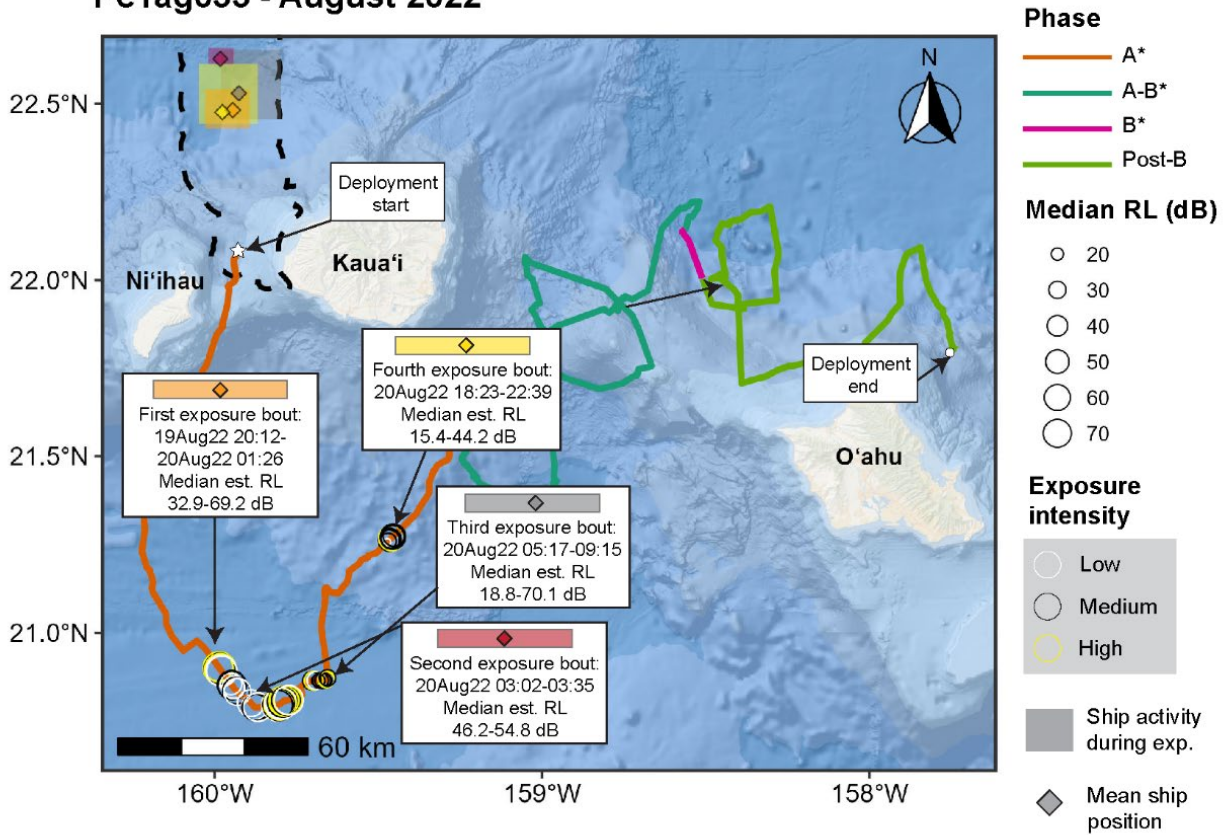 PcTag095 - August 2022
N
22.5°N
22.0°N
21.5°N
21.0°N
160°W
159°W
158°W
Deployment
start
Ni‘ihau
Kaua‘i
O‘ahu
Deployment
end
First exposure bout:
19Aug22 20:12-
20Aug22 01:26
Median est. RL
32.9-69.2 dB
Fourth exposure bout:
20Aug22 18:23-22:39
Median est. RL
15.4-44.2 dB
Third exposure bout:
20Aug22 05:17-09:15
Median est. RL
18.8-70.1 dB
Second exposure bout:
20Aug22 03:02-03:35
Median est. RL
46.2-54.8 dB
60 km
Phase
A*
A-B*
B*
Post-B
Median RL (dB)
20
30
40
50
60
70
Exposure
intensity
Low
Medium
High
Ship activity
during exp.
Mean ship
position